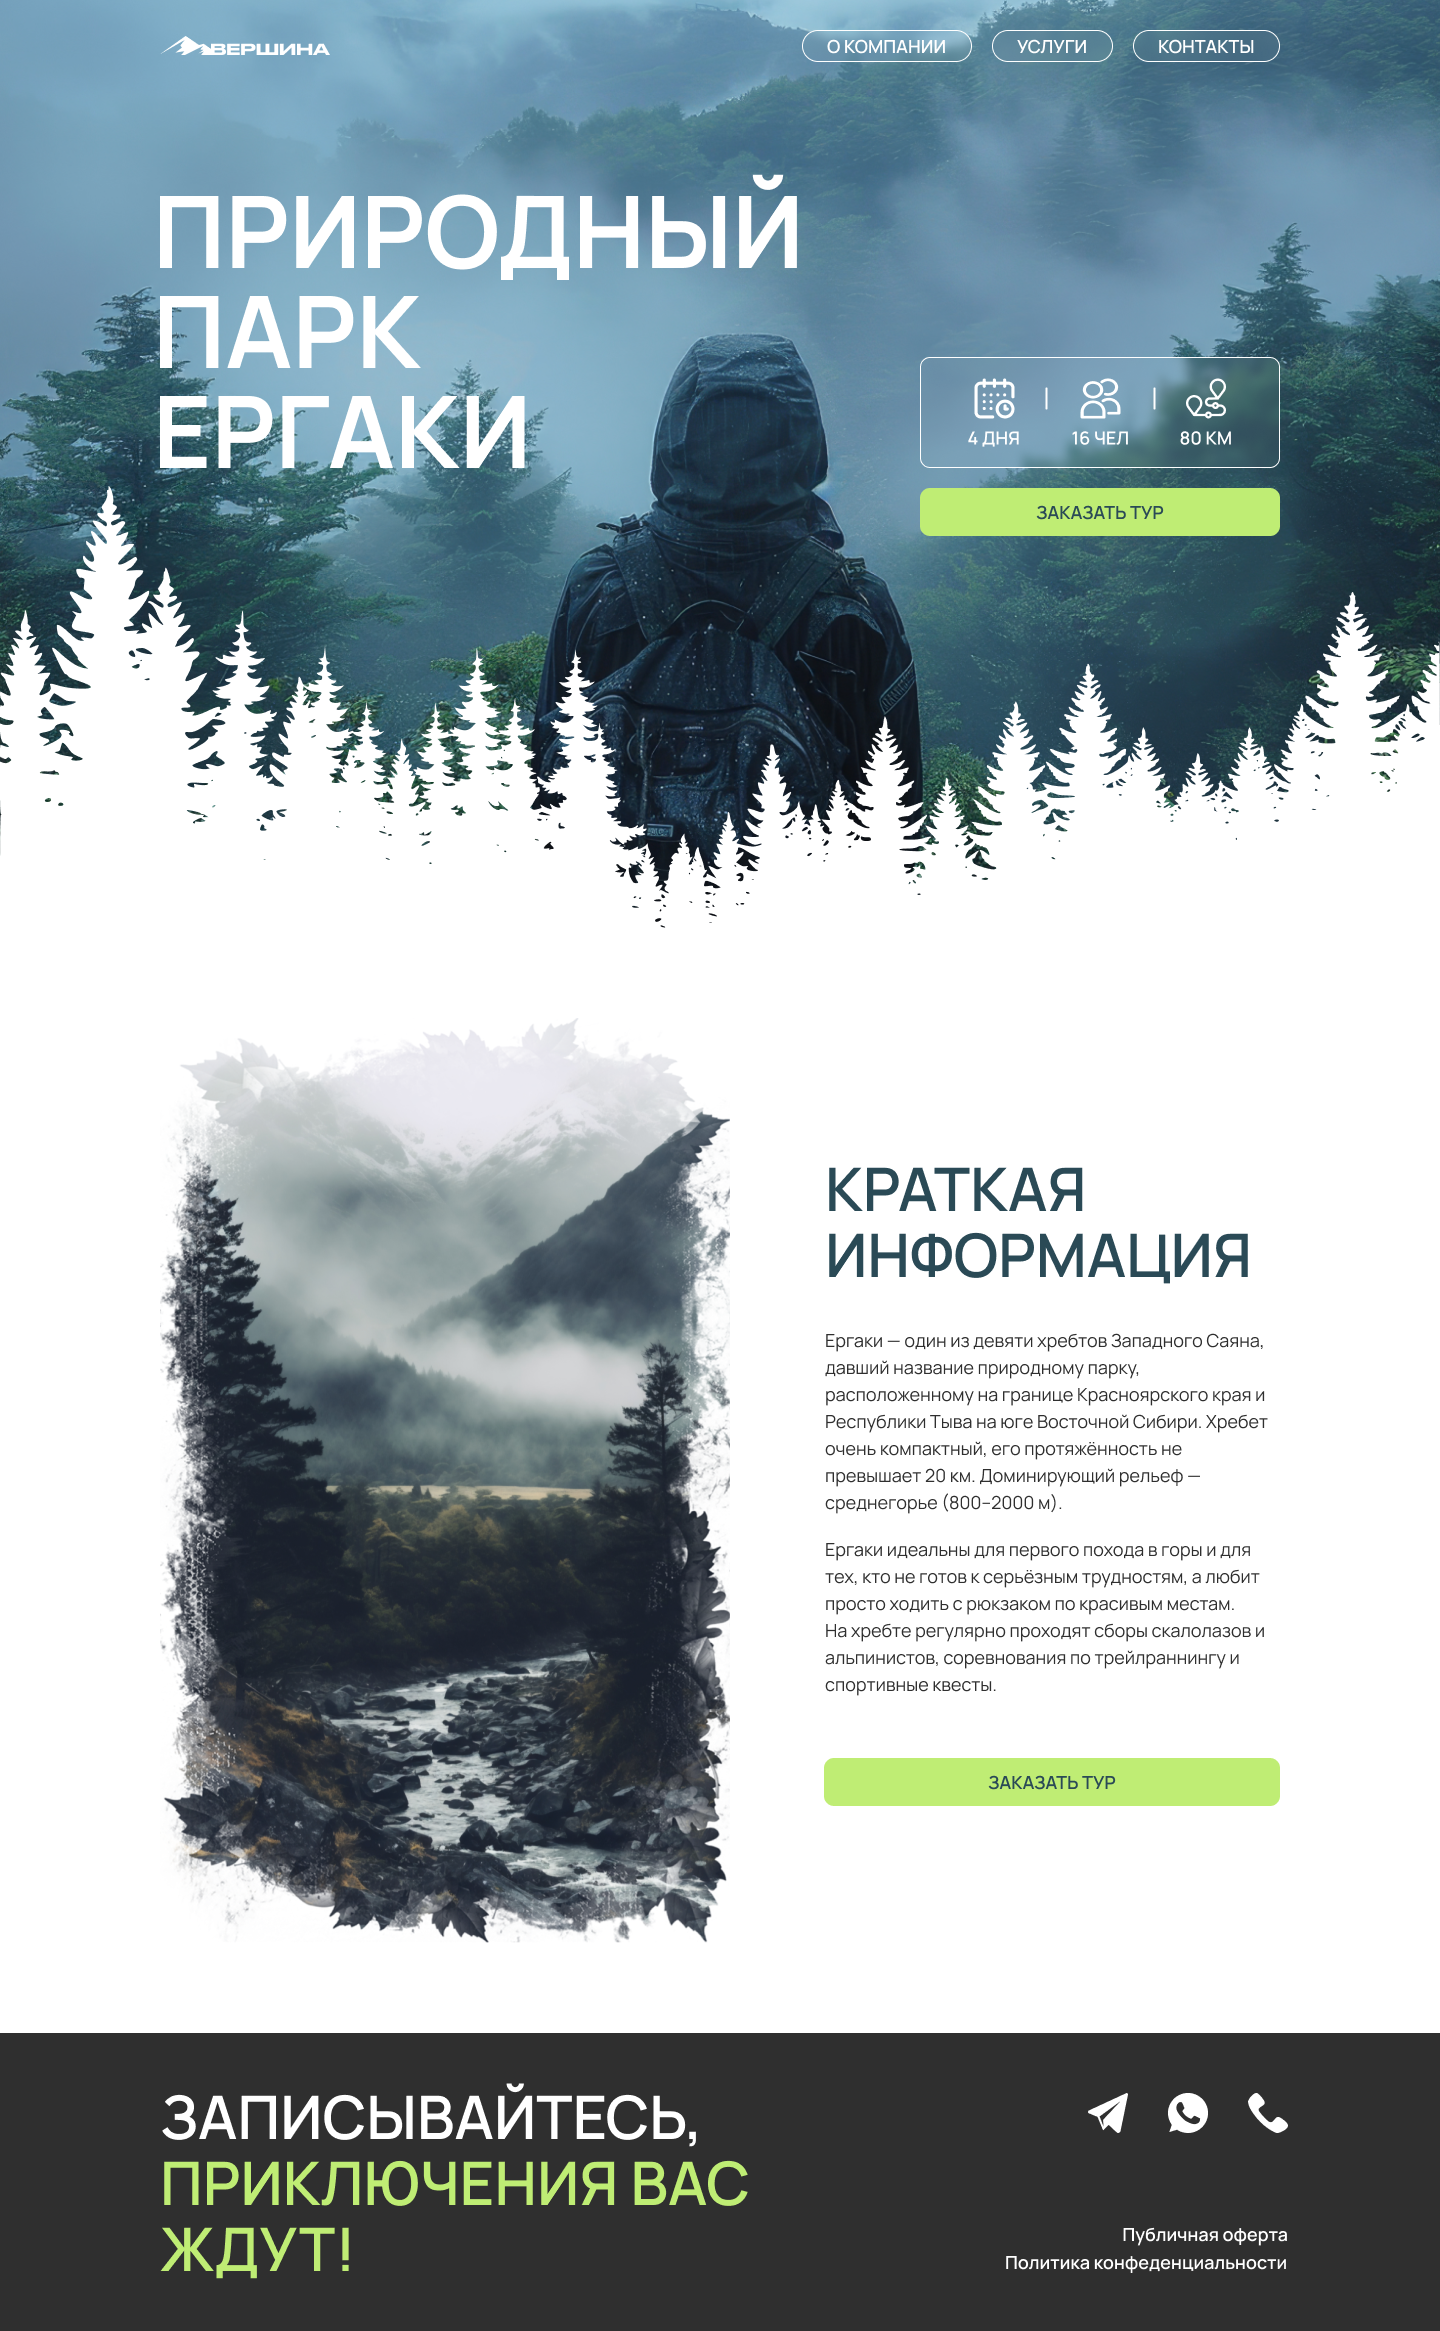 ВЕРШИНА
О КОМПАНИИ
УСЛУГИ
КОНТАКТЫ
ПРИРОДНЫЙ
ПАРК
ЕРГАКИ
4 ДНЯ
16 ЧЕЛ
80 КМ
ЗАКАЗАТЬ ТУР
КРАТКАЯ
ИНФОРМАЦИЯ
Ергаки — один из девяти хребтов Западного Саяна,
давший название природному парку,
расположенному на границе Красноярского края и
Республики Тыва на юге Восточной Сибири. Хребет
очень компактный, его протяжённость не
превышает 20 км. Доминирующий рельеф —
среднегорье (800–2000 м).
Ергаки идеальны для первого похода в горы и для
тех, кто не готов к серьёзным трудностям, а любит
просто ходить с рюкзаком по красивым местам.
На хребте регулярно проходят сборы скалолазов и
альпинистов, соревнования по трейлраннингу и
спортивные квесты.
ЗАКАЗАТЬ ТУР
ЗАПИСЫВАЙТЕСЬ,
ПРИКЛЮЧЕНИЯ ВАС
ЖДУТ!
Публичная оферта
Политика конфеденциальности